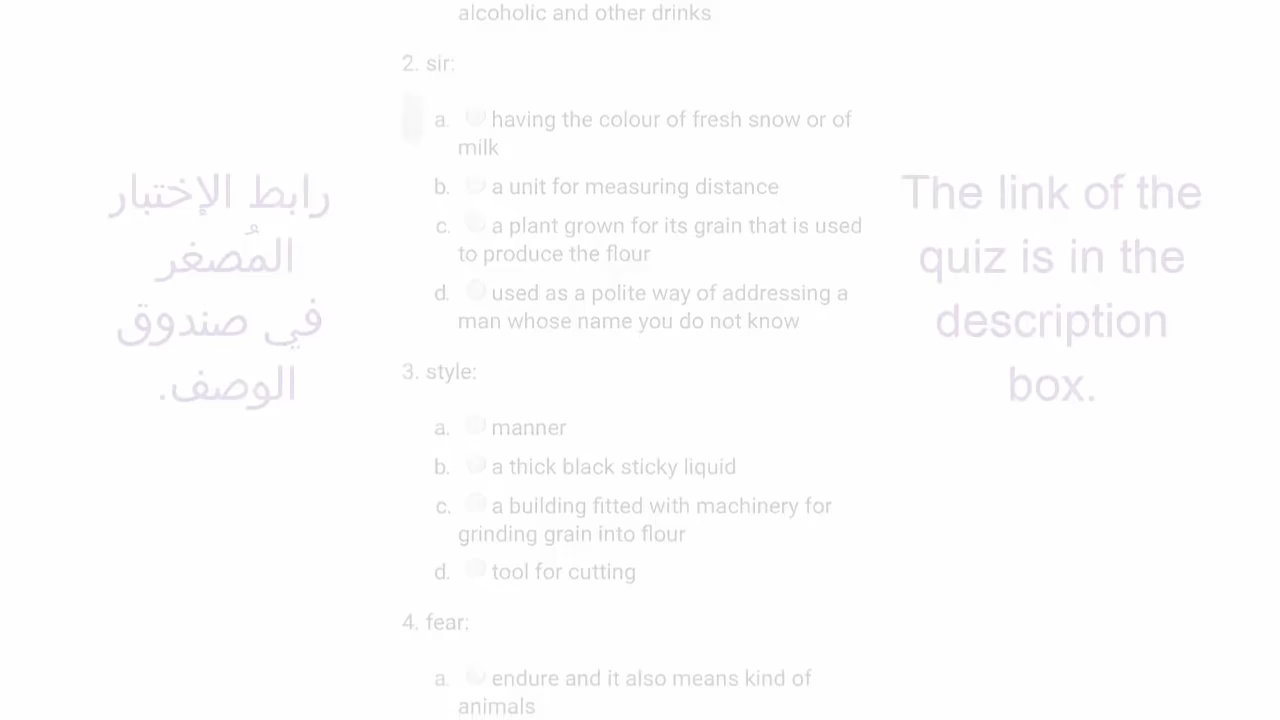 alcoholic and other drinks
2. sir:
a. having the colour of fresh snow or of
milk
b. a unit for measuring distance
c. a plant grown for its grain that is used
to produce the flour
d. used as a polite way of addressing a
man whose name you do not know
3. style:
a. manner
b. a thick black sticky liquid
c. a building fitted with machinery for
grinding grain into flour
d. tool for cutting
4. fear:
a. endure and it also means kind of
animals
رابط الإختبار
المُصغر
في صندوق
الوصف.
The link of the
quiz is in the
description
box.